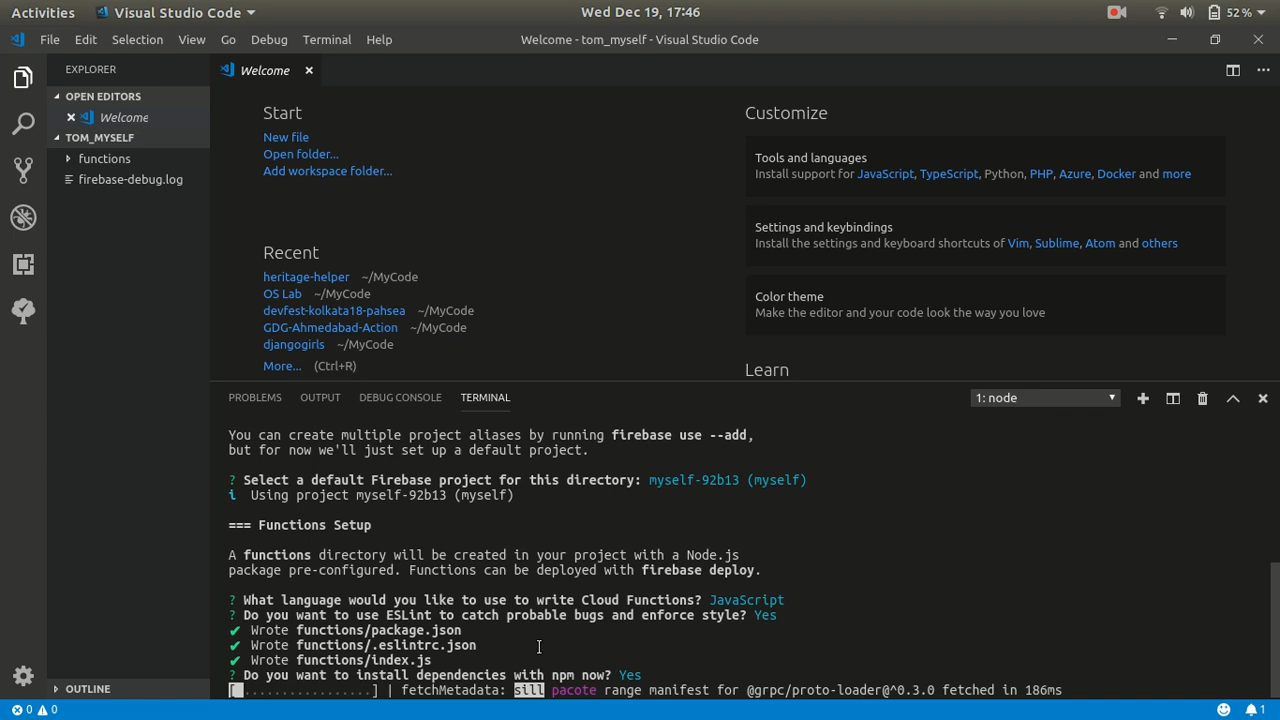 Activities Visual Studio Code Wed Dec 19, 17:46 52 %
File Edit Selection View Go Debug Terminal Help Welcome - tom_myself - Visual Studio Code
EXPLORER
OPEN EDITORS
Welcome
TOM_MYSELF
functions
firebase-debug.log
OUTLINE
Welcome
Start
New file
Open folder...
Add workspace folder...
Recent
heritage-helper ~/MyCode
OS Lab ~/MyCode
devfest-kolkata18-pahsea ~/MyCode
GDG-Ahmedabad-Action ~/MyCode
djangogirls ~/MyCode
More... (Ctrl+R)
Customize
Tools and languages
Install support for JavaScript, TypeScript, Python, PHP, Azure, Docker and more
Settings and keybindings
Install the settings and keyboard shortcuts of Vim, Sublime, Atom and others
Color theme
Make the editor and your code look the way you love
Learn
PROBLEMS OUTPUT DEBUG CONSOLE TERMINAL 1: node
You can create multiple project aliases by running firebase use --add,
but for now we'll just set up a default project.
? Select a default Firebase project for this directory: myself-92b13 (myself)
i Using project myself-92b13 (myself)
=== Functions Setup
A functions directory will be created in your project with a Node.js
package pre-configured. Functions can be deployed with firebase deploy.
? What language would you like to use to write Cloud Functions? JavaScript
? Do you want to use ESLint to catch probable bugs and enforce style? Yes
✔ Wrote functions/package.json
✔ Wrote functions/.eslintrc.json
✔ Wrote functions/index.js
? Do you want to install dependencies with npm now? Yes
[ .................] | fetchMetadata: sill pacote range manifest for @grpc/proto-loader@^0.3.0 fetched in 186ms
0 0 1